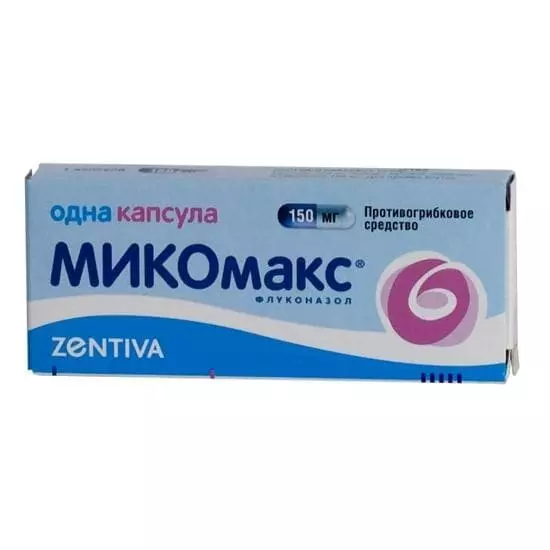 одна капсула
150 мг
Противогрибковое
средство
МИКОмакс®
ФЛУКОНАЗОЛ
ZENTIVA